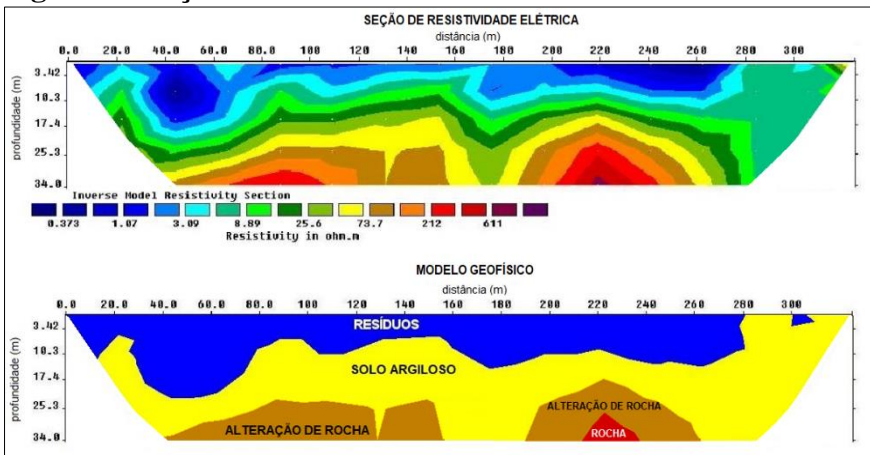 SEÇÃO DE RESISTIVIDADE ELÉTRICA
distância (m)
0.0 20.0 40.0 60.0 80.0 100 120 140 160 180 200 220 240 260 280 300
profundidade (m)
3.42
10.3
17.4
25.3
34.0
Inverse Model Resistivity Section
0.373 1.07 3.09 8.89 25.6 73.7 212 611
Resistivity in ohm.m
MODELO GEOFÍSICO
distância (m)
0.0 20.0 40.0 60.0 80.0 100 120 140 160 180 200 220 240 260 280 300
profundidade (m)
3.42
10.3
17.4
25.3
34.0
RESÍDUOS
SOLO ARGILOSO
ALTERAÇÃO DE ROCHA
ALTERAÇÃO DE ROCHA
ROCHA